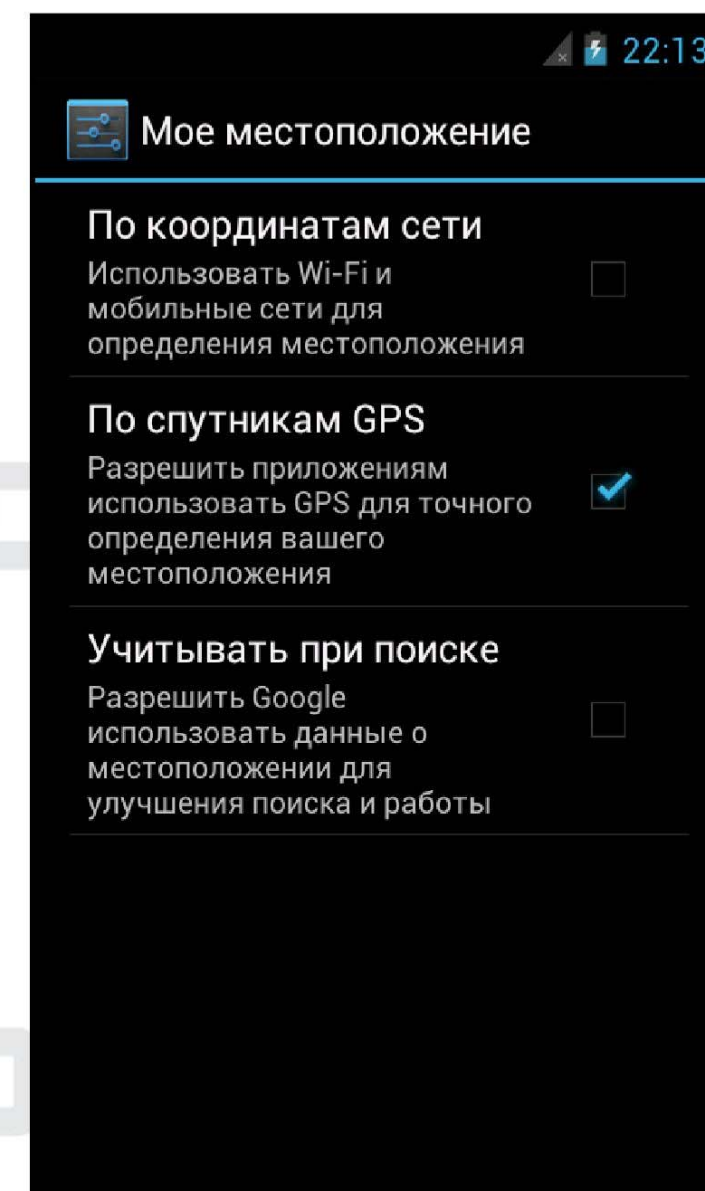 22:13
Мое местоположение
По координатам сети
Использовать Wi-Fi и
мобильные сети для
определения местоположения
По спутникам GPS
Разрешить приложениям
использовать GPS для точного
определения вашего
местоположения
Учитывать при поиске
Разрешить Google
использовать данные о
местоположении для
улучшения поиска и работы